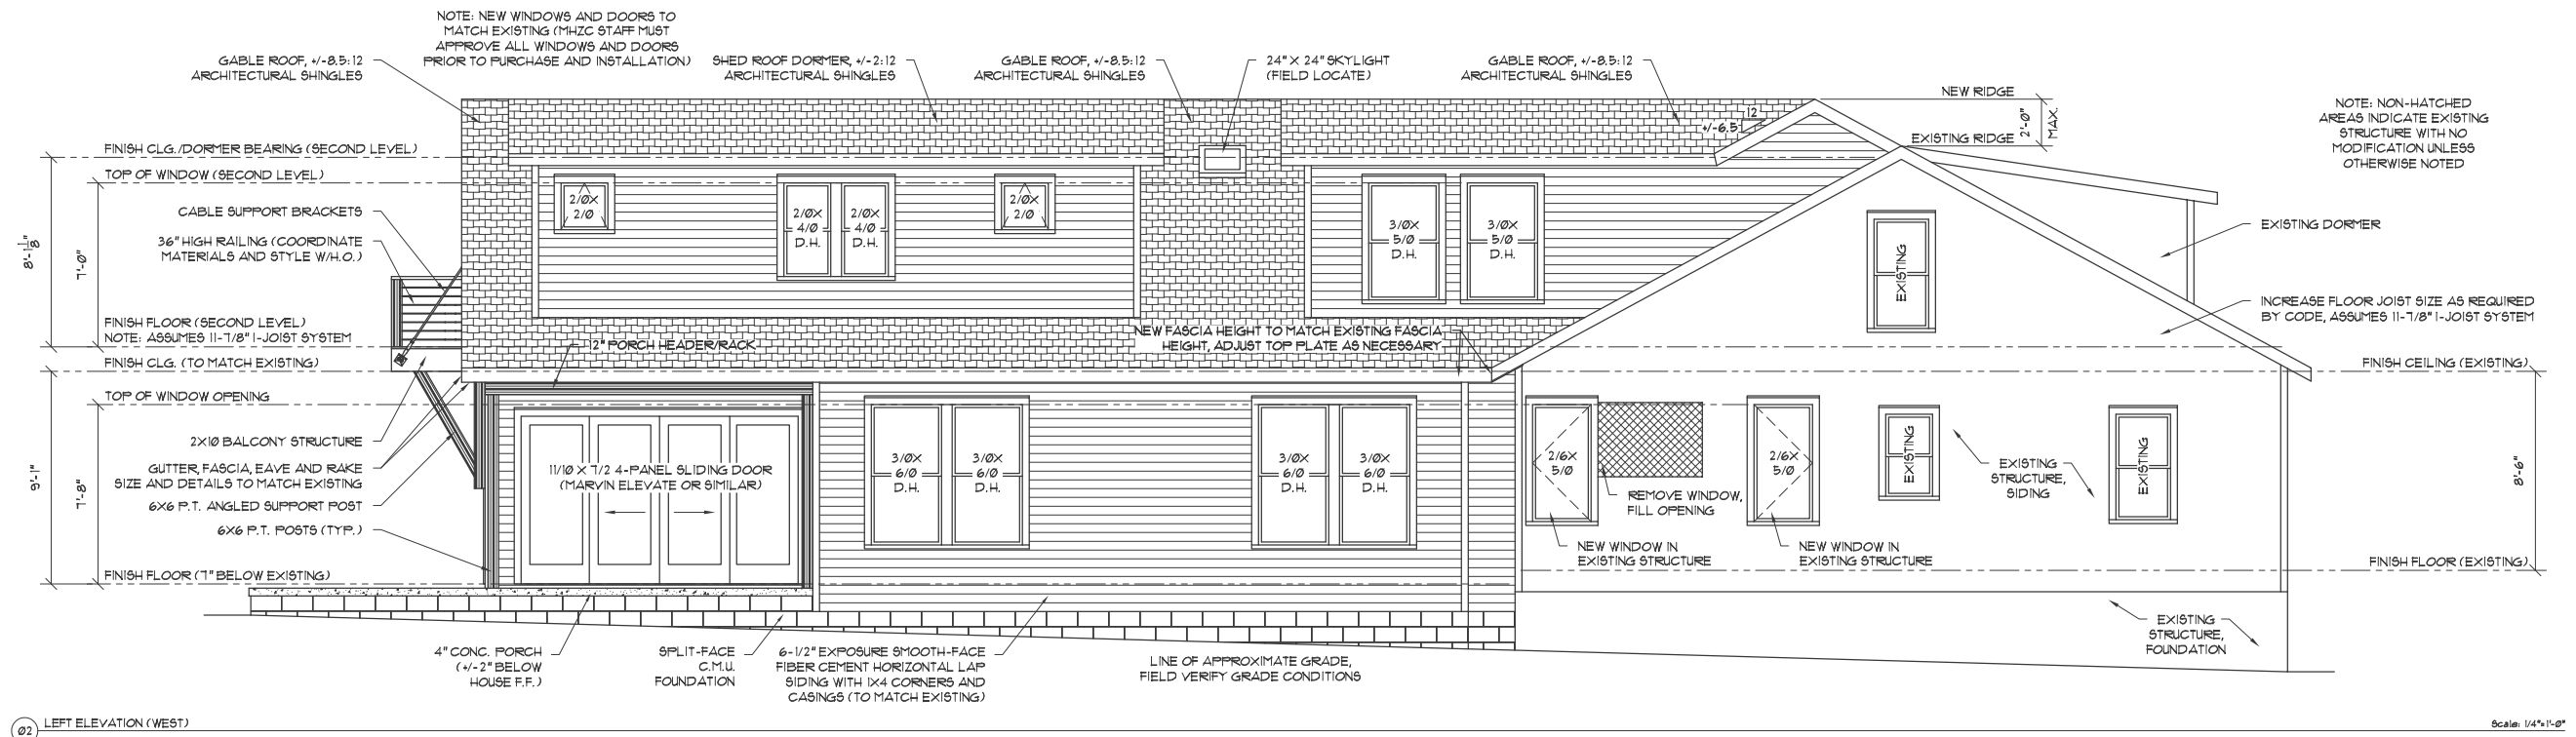 NOTE: NEW WINDOWS AND DOORS TO
MATCH EXISTING (MHZC STAFF MUST
APPROVE ALL WINDOWS AND DOORS
PRIOR TO PURCHASE AND INSTALLATION)
GABLE ROOF, +/-8.5:12
ARCHITECTURAL SHINGLES
SHED ROOF DORMER, +/-2:12
ARCHITECTURAL SHINGLES
GABLE ROOF, +/-8.5:12
ARCHITECTURAL SHINGLES
24" X 24" SKYLIGHT
(FIELD LOCATE)
GABLE ROOF, +/-8.5:12
ARCHITECTURAL SHINGLES
12
+/-6.5
NEW RIDGE
EXISTING RIDGE
2'-0"
MAX.
NOTE: NON-HATCHED
AREAS INDICATE EXISTING
STRUCTURE WITH NO
MODIFICATION UNLESS
OTHERWISE NOTED
FINISH CLG./DORMER BEARING (SECOND LEVEL)
TOP OF WINDOW (SECOND LEVEL)
CABLE SUPPORT BRACKETS
36" HIGH RAILING (COORDINATE
MATERIALS AND STYLE W/H.O.)
8'-1 1/8"
7'-0"
FINISH FLOOR (SECOND LEVEL)
NOTE: ASSUMES 11-7/8" I-JOIST SYSTEM
FINISH CLG. (TO MATCH EXISTING)
2/0X
2/0
2/0X
4/0
D.H.
2/0X
4/0
D.H.
2/0X
2/0
3/0X
5/0
D.H.
3/0X
5/0
D.H.
EXISTING
EXISTING DORMER
INCREASE FLOOR JOIST SIZE AS REQUIRED
BY CODE, ASSUMES 11-7/8" I-JOIST SYSTEM
12" PORCH HEADER/RACK
NEW FASCIA HEIGHT TO MATCH EXISTING FASCIA
HEIGHT, ADJUST TOP PLATE AS NECESSARY
FINISH CEILING (EXISTING)
TOP OF WINDOW OPENING
2X10 BALCONY STRUCTURE
GUTTER, FASCIA, EAVE AND RAKE
SIZE AND DETAILS TO MATCH EXISTING
6X6 P.T. ANGLED SUPPORT POST
6X6 P.T. POSTS (TYP.)
9'-1"
7'-8"
FINISH FLOOR (7" BELOW EXISTING)
11/10 X 7/2 4-PANEL SLIDING DOOR
(MARVIN ELEVATE OR SIMILAR)
3/0X
6/0
D.H.
3/0X
6/0
D.H.
3/0X
6/0
D.H.
3/0X
6/0
D.H.
2/6X
5/0
REMOVE WINDOW,
FILL OPENING
2/6X
5/0
EXISTING
EXISTING
STRUCTURE,
SIDING
EXISTING
8'-6"
NEW WINDOW IN
EXISTING STRUCTURE
NEW WINDOW IN
EXISTING STRUCTURE
FINISH FLOOR (EXISTING)
4" CONC. PORCH
(+/-2" BELOW
HOUSE F.F.)
SPLIT-FACE
C.M.U.
FOUNDATION
6-1/2" EXPOSURE SMOOTH-FACE
FIBER CEMENT HORIZONTAL LAP
SIDING WITH 1X4 CORNERS AND
CASINGS (TO MATCH EXISTING)
LINE OF APPROXIMATE GRADE,
FIELD VERIFY GRADE CONDITIONS
EXISTING
STRUCTURE,
FOUNDATION
02
LEFT ELEVATION (WEST)
Scale: 1/4"=1'-0"